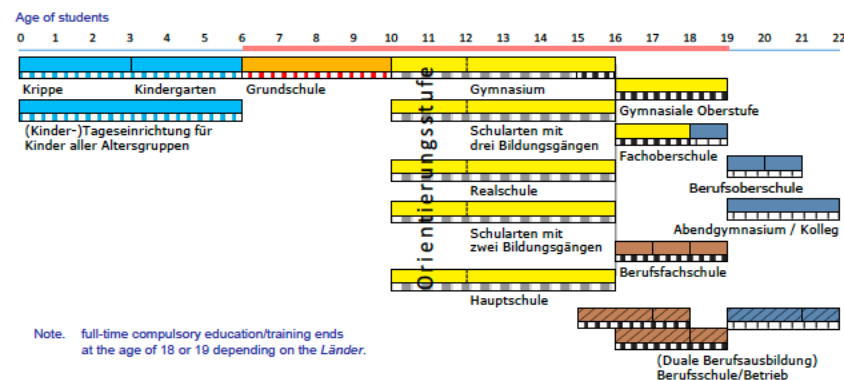 Age of students
0 1 2 3 4 5 6 7 8 9 10 11 12 13 14 15 16 17 18 19 20 21 22
Krippe Kindergarten Grundschule Gymnasium
Gymnasiale Oberstufe
(Kinder-)Tageseinrichtung für
Kinder aller Altersgruppen
Schularten mit
drei Bildungsgängen
Fachoberschule
Realschule
Berufsoberschule
Schularten mit
zwei Bildungsgängen
Abendgymnasium / Kolleg
Berufsfachschule
Hauptschule
Orientierungsstufe
Note. full-time compulsory education/training ends
at the age of 18 or 19 depending on the Länder.
(Duale Berufsausbildung)
Berufsschule/Betrieb